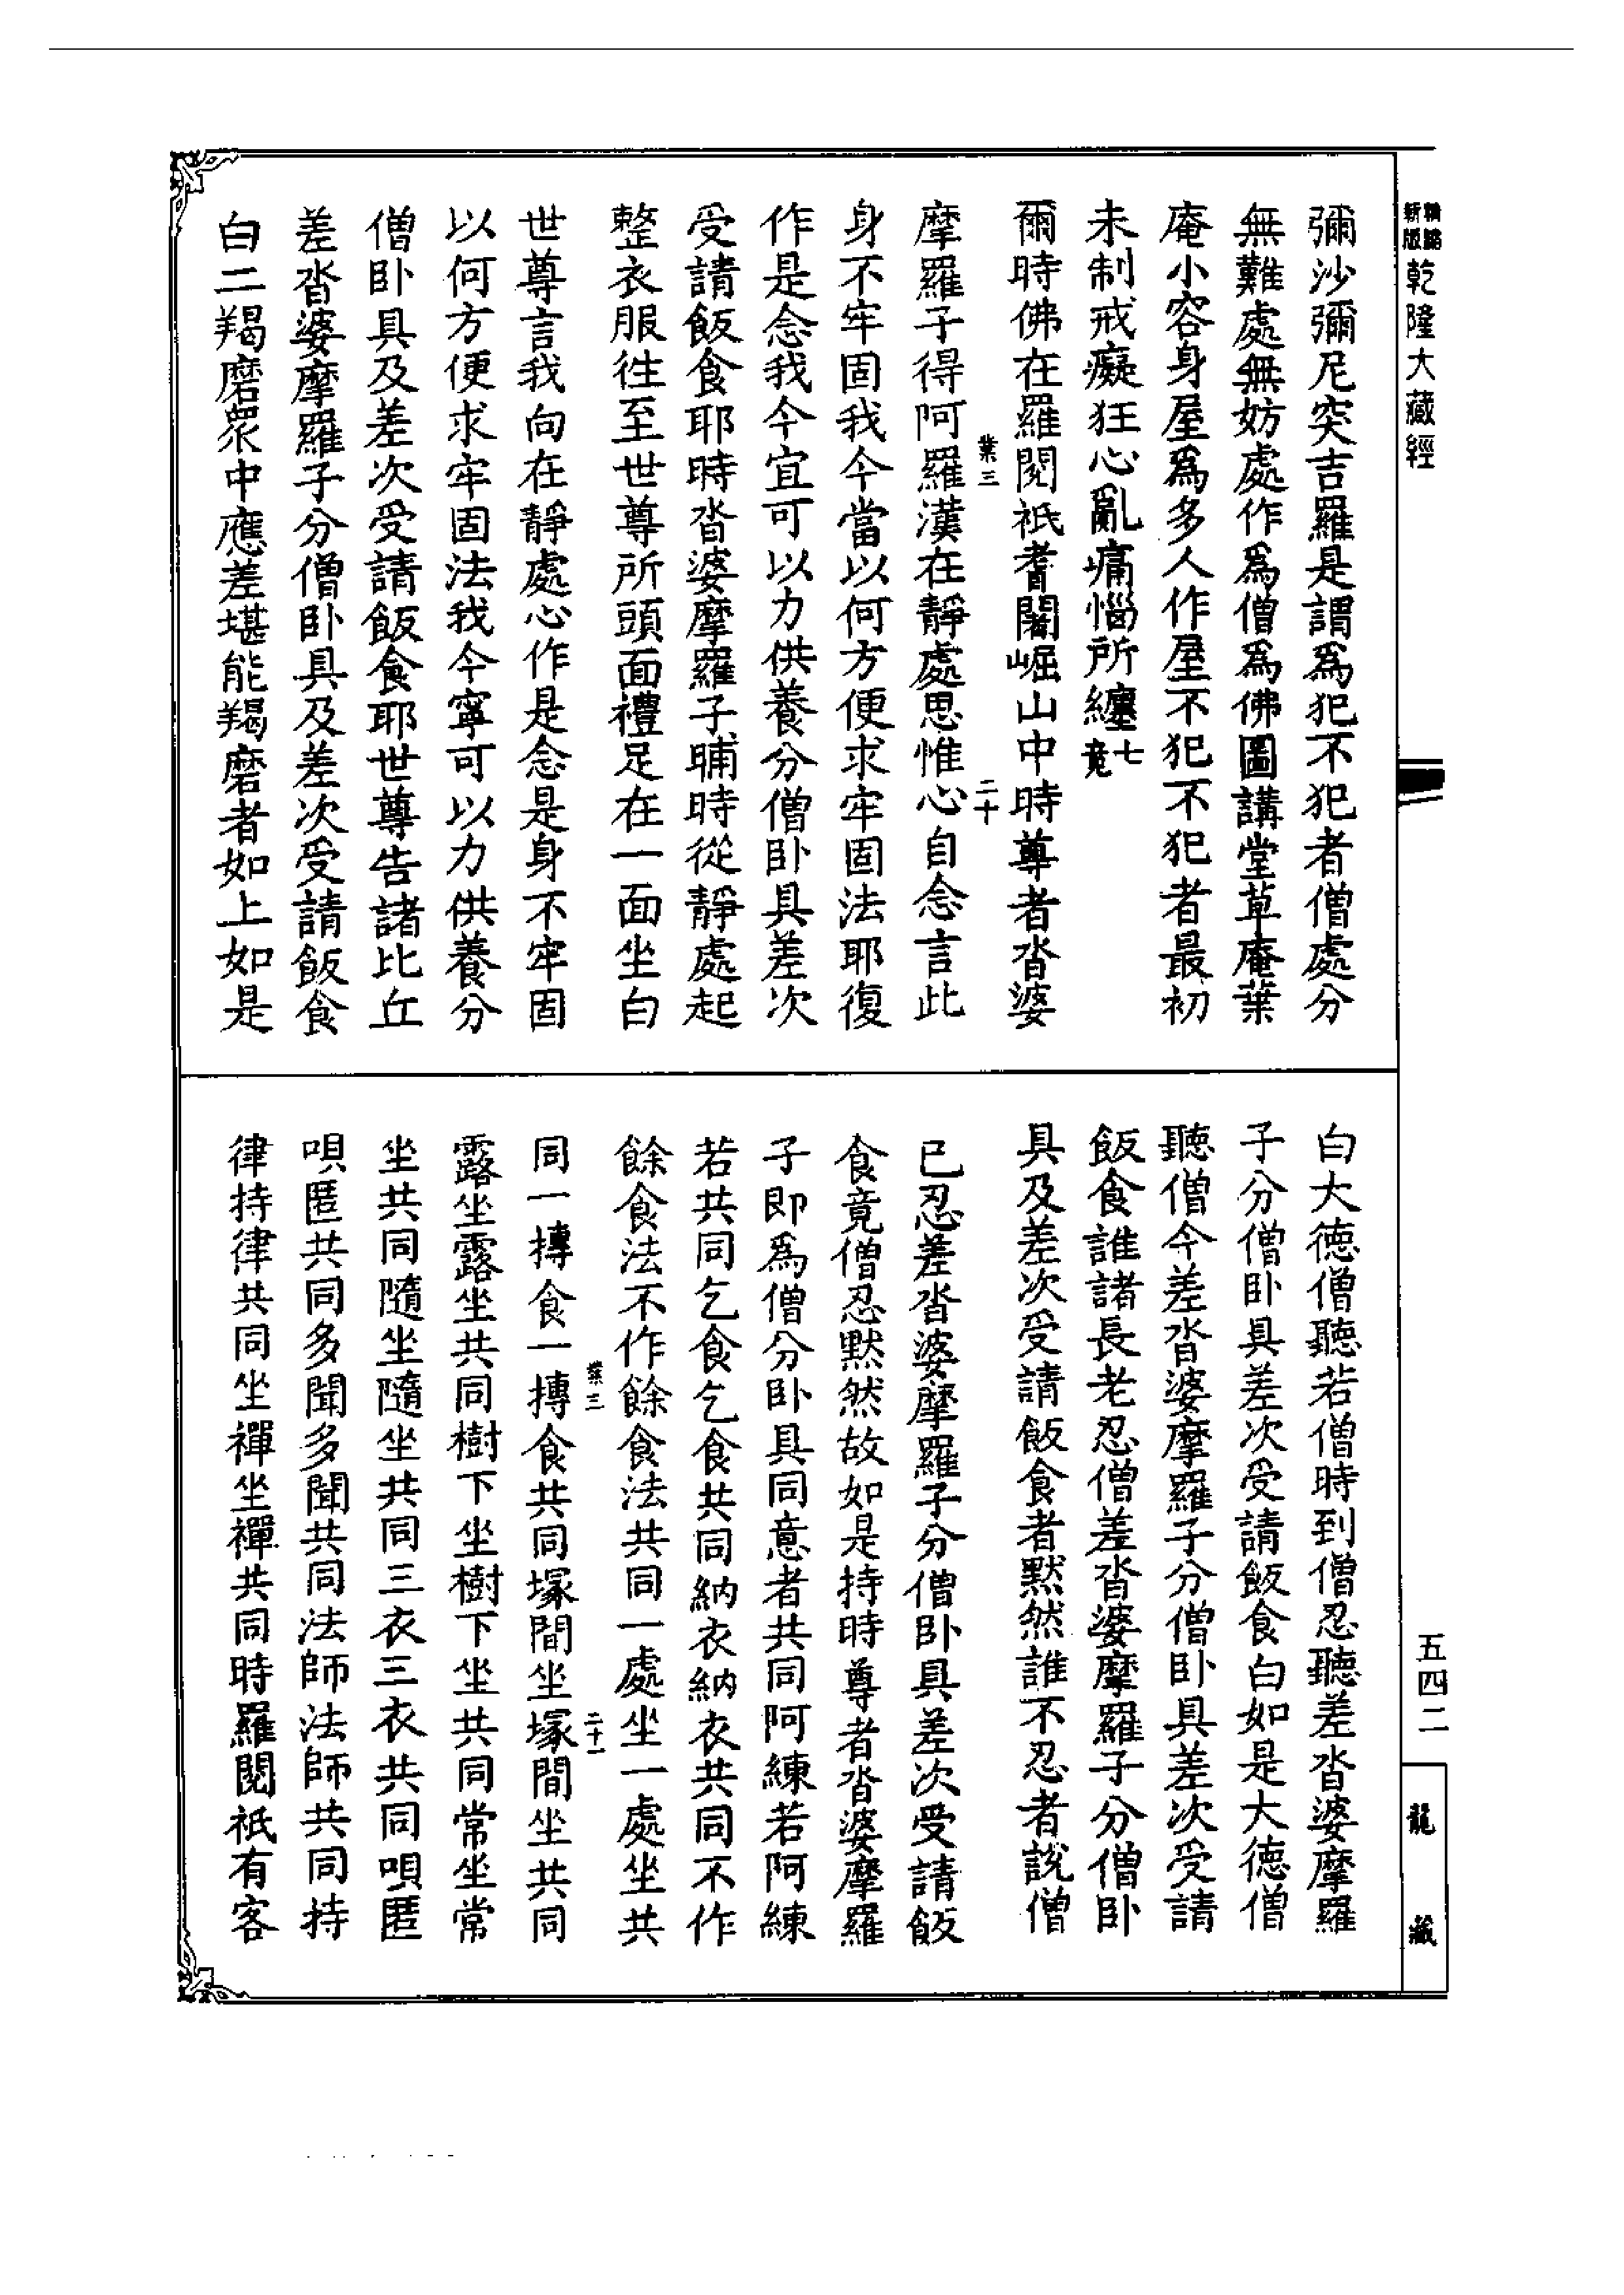 新版精縮乾隆大藏經
彌沙彌尼突吉羅是謂爲犯不犯者僧處分
無難處無妨處作爲僧爲佛圖講堂草庵葉
庵小容身屋爲多人作屋不犯不犯者最初
未制戒癡狂心亂痛惱所纏七竟
爾時佛在羅閱祇耆闍崛山中時尊者沓婆
摩羅子得阿羅漢在靜處思惟心自念言此
葉三 二十
身不牢固我今當以何方便求牢固法耶復
作是念我今宜可以力供養分僧卧具差次
受請飯食耶時沓婆摩羅子晡時從靜處起
整衣服往至世尊所頭面禮足在一面坐白
世尊言我向在靜處心作是念是身不牢固
以何方便求牢固法我今寧可以力供養分
僧卧具及差次受請飯食耶世尊告諸比丘
差沓婆摩羅子分僧卧具及差次受請飯食
白二羯磨眾中應差堪能羯磨者如上如是
白大德僧聽若僧時到僧忍聽差沓婆摩羅
子分僧卧具差次受請飯食白如是大德僧
聽僧今差沓婆摩羅子分僧卧具差次受請
飯食誰諸長老忍僧差沓婆摩羅子分僧卧
具及差次受請飯食者默然誰不忍者說僧
已忍差沓婆摩羅子分僧卧具差次受請飯
食竟僧忍默然故如是持時尊者沓婆摩羅
子即爲僧分卧具同意者共同阿練若阿練
若共同乞食乞食共同納衣納衣共同不作
餘食法不作餘食法共同一處坐一處坐共
同一摶食一摶食共同塚間坐塚間坐共同
葉三 二十一
露坐露坐共同樹下坐樹下坐共同常坐常
坐共同隨坐隨坐共同三衣三衣共同唄匿
唄匿共同多聞多聞共同法師法師共同持
律持律共同坐禪坐禪共同時羅閱祇有客
五四二
龍藏